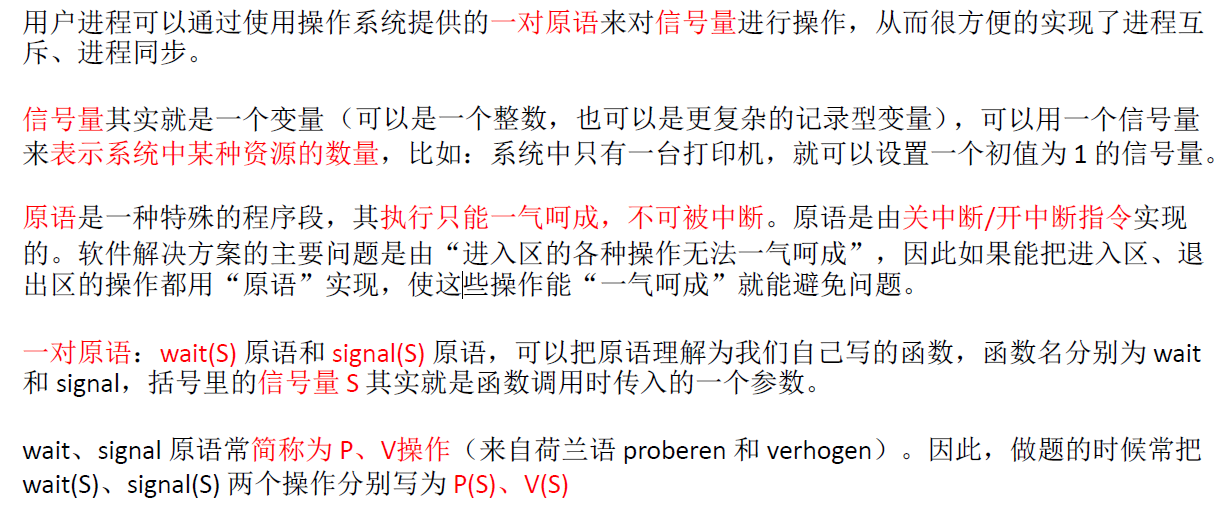 用户进程可以通过使用操作系统提供的一对原语来对信号量进行操作，从而很方便的实现了进程互
斥、进程同步。
信号量其实就是一个变量（可以是一个整数，也可以是更复杂的记录型变量），可以用一个信号量
来表示系统中某种资源的数量，比如：系统中只有一台打印机，就可以设置一个初值为 1 的信号量。
原语是一种特殊的程序段，其执行只能一气呵成，不可被中断。原语是由关中断/开中断指令实现
的。软件解决方案的主要问题是由“进入区的各种操作无法一气呵成”，因此如果能把进入区、退
出区的操作都用“原语”实现，使这些操作能“一气呵成”就能避免问题。
一对原语：wait(S) 原语和 signal(S) 原语，可以把原语理解为我们自己写的函数，函数名分别为 wait
和 signal，括号里的信号量 S 其实就是函数调用时传入的一个参数。
wait、signal 原语常简称为 P、V操作（来自荷兰语 proberen 和 verhogen）。因此，做题的时候常把
wait(S)、signal(S) 两个操作分别写为 P(S)、V(S)